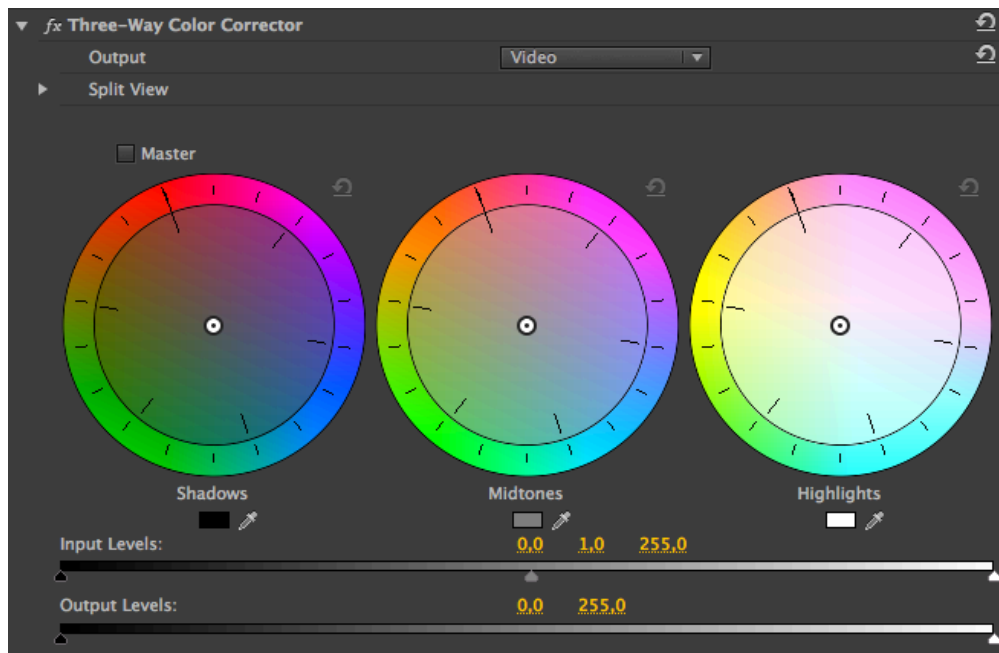 fx Three-Way Color Corrector
Output Video
Split View
Master
Shadows Midtones Highlights
Input Levels: 0,0 1,0 255,0
Output Levels: 0,0 255,0